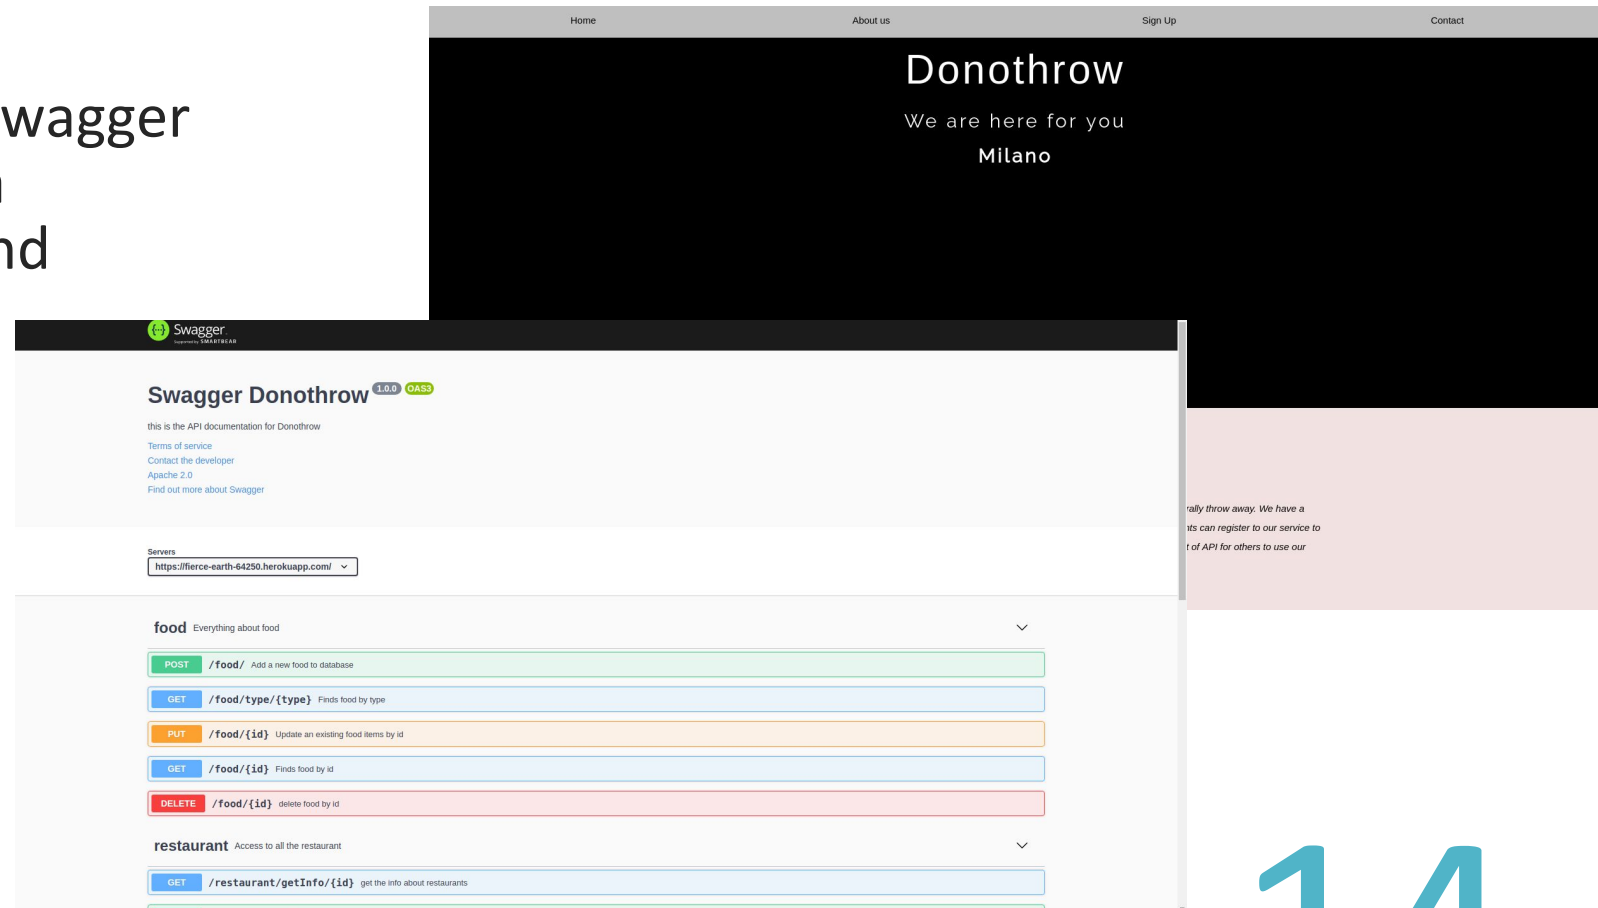 Home About us Sign Up Contact
Donothrow
We are here for you
Milano
wagger
nd
Swagger.
Supported by SMARTBEAR
Swagger Donothrow 1.0.0 OAS3
this is the API documentation for Donothrow
Terms of service
Contact the developer
Apache 2.0
Find out more about Swagger
rally throw away. We have a
nts can register to our service to
t of API for others to use our
Servers
https://fierce-earth-64250.herokuapp.com/
food Everything about food
POST /food/ Add a new food to database
GET /food/type/{type} Finds food by type
PUT /food/{id} Update an existing food items by id
GET /food/{id} Finds food by id
DELETE /food/{id} delete food by id
restaurant Access to all the restaurant
GET /restaurant/getInfo/{id} get the info about restaurants
14